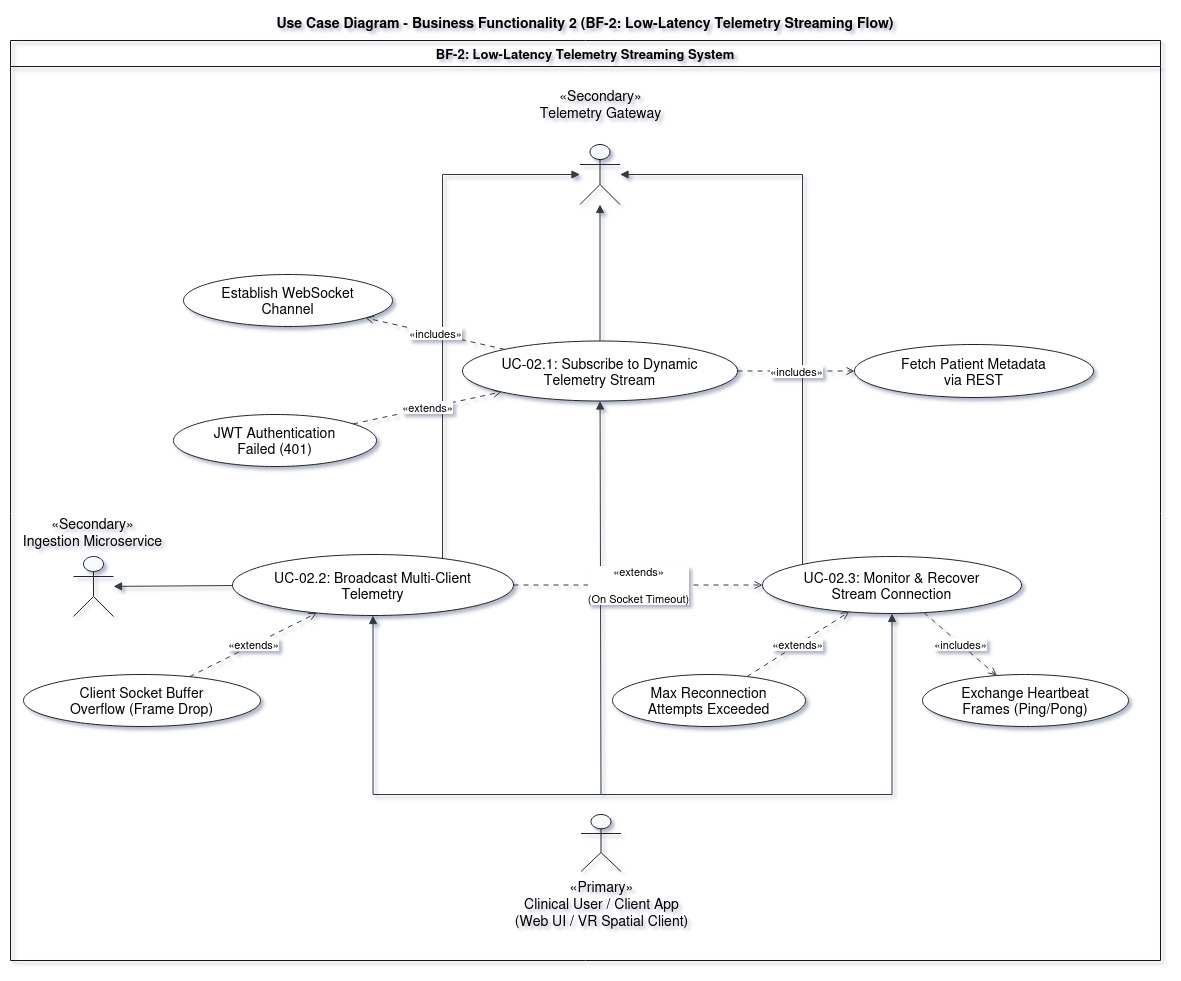 Use Case Diagram - Business Functionality 2 (BF-2: Low-Latency Telemetry Streaming Flow)
BF-2: Low-Latency Telemetry Streaming System
«Secondary»
Telemetry Gateway
Establish WebSocket
Channel
«includes»
UC-02.1: Subscribe to Dynamic
Telemetry Stream
«includes»
Fetch Patient Metadata
via REST
«extends»
JWT Authentication
Failed (401)
«Secondary»
Ingestion Microservice
UC-02.2: Broadcast Multi-Client
Telemetry
«extends»
(On Socket Timeout)
UC-02.3: Monitor & Recover
Stream Connection
«extends»
«extends»
«includes»
Client Socket Buffer
Overflow (Frame Drop)
Max Reconnection
Attempts Exceeded
Exchange Heartbeat
Frames (Ping/Pong)
«Primary»
Clinical User / Client App
(Web UI / VR Spatial Client)